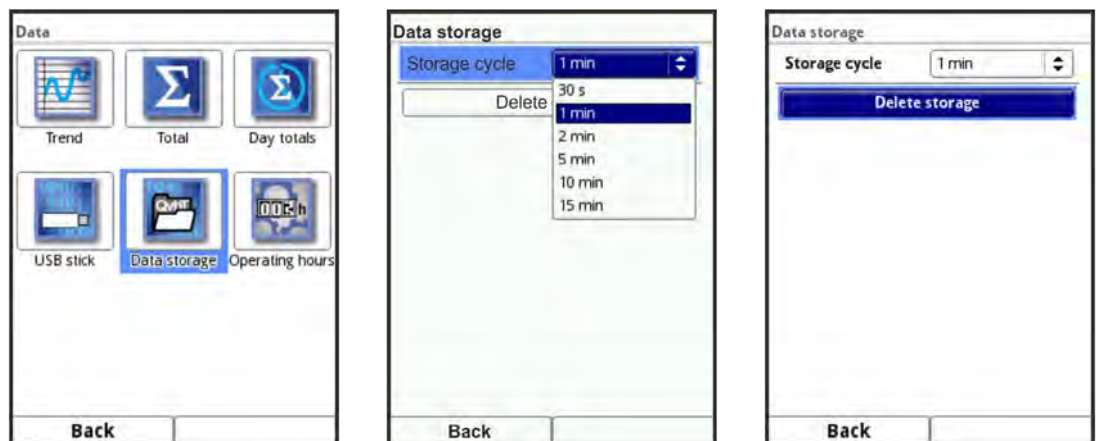 Data
Trend
Total
Day totals
USB stick
Data storage
Operating hours
Back
Data storage
Storage cycle
1 min
Delete
30 s
1 min
2 min
5 min
10 min
15 min
Back
Data storage
Storage cycle
1 min
Delete storage
Back